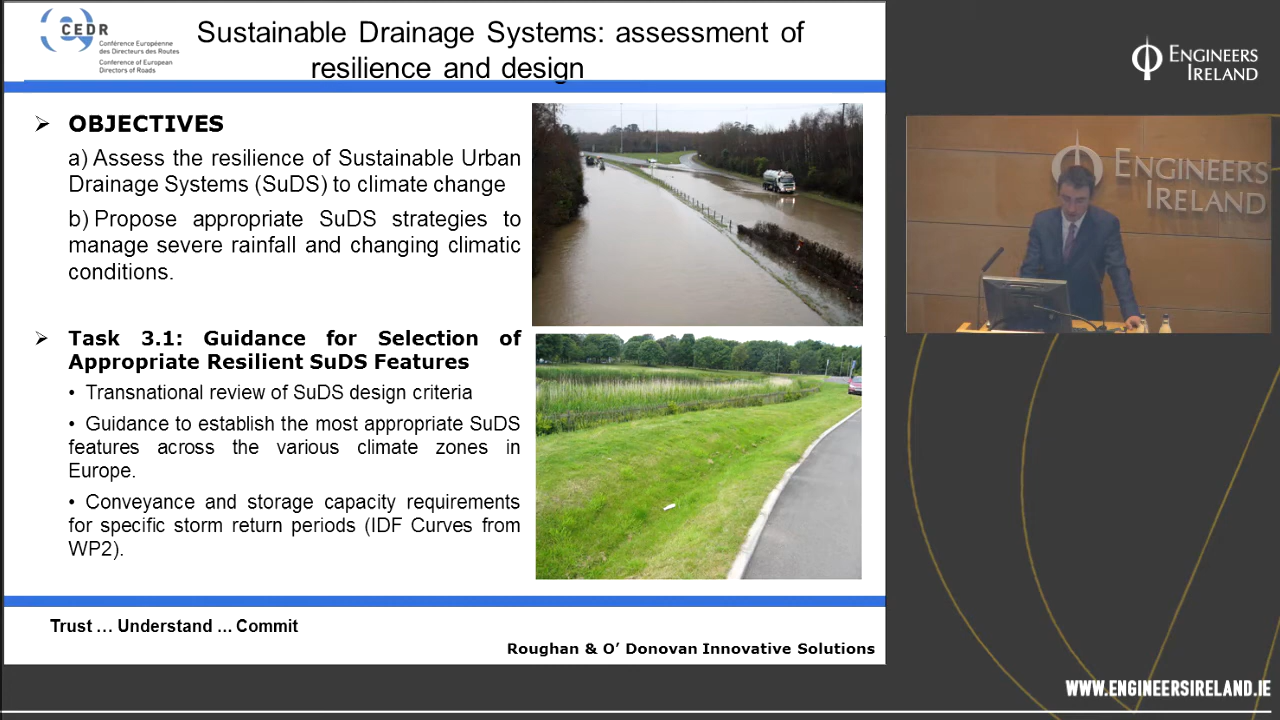 CEDR
Conférence Européenne
des Directeurs des Routes
Conference of European
Directors of Roads
Sustainable Drainage Systems: assessment of
resilience and design
➢ OBJECTIVES
a) Assess the resilience of Sustainable Urban
Drainage Systems (SuDS) to climate change
b) Propose appropriate SuDS strategies to
manage severe rainfall and changing climatic
conditions.
➢ Task 3.1: Guidance for Selection of
Appropriate Resilient SuDS Features
• Transnational review of SuDS design criteria
• Guidance to establish the most appropriate SuDS
features across the various climate zones in
Europe.
• Conveyance and storage capacity requirements
for specific storm return periods (IDF Curves from
WP2).
Trust ... Understand ... Commit
Roughan & O' Donovan Innovative Solutions
ENGINEERS
IRELAND
ENGINEERS
IRELAND
WWW.ENGINEERSIRELAND.IE